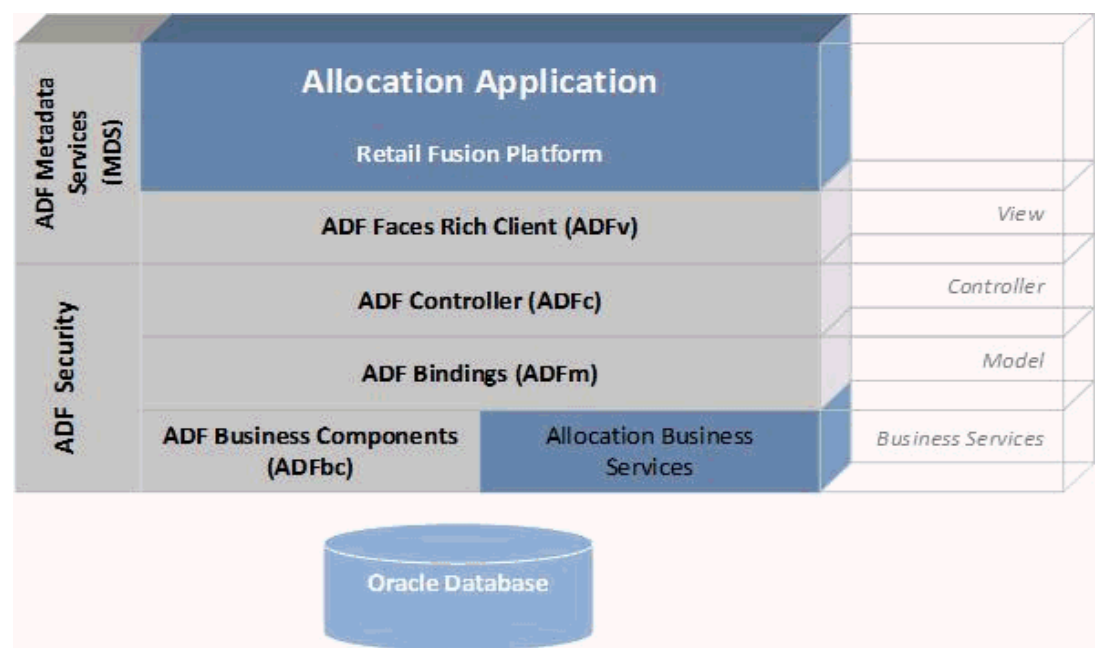 ADF Metadata
Services
(MDS)
Allocation Application
Retail Fusion Platform
ADF Faces Rich Client (ADFv)
View
ADF Security
ADF Controller (ADFc)
Controller
ADF Bindings (ADFm)
Model
ADF Business Components
(ADFbc)
Allocation Business
Services
Business Services
Oracle Database